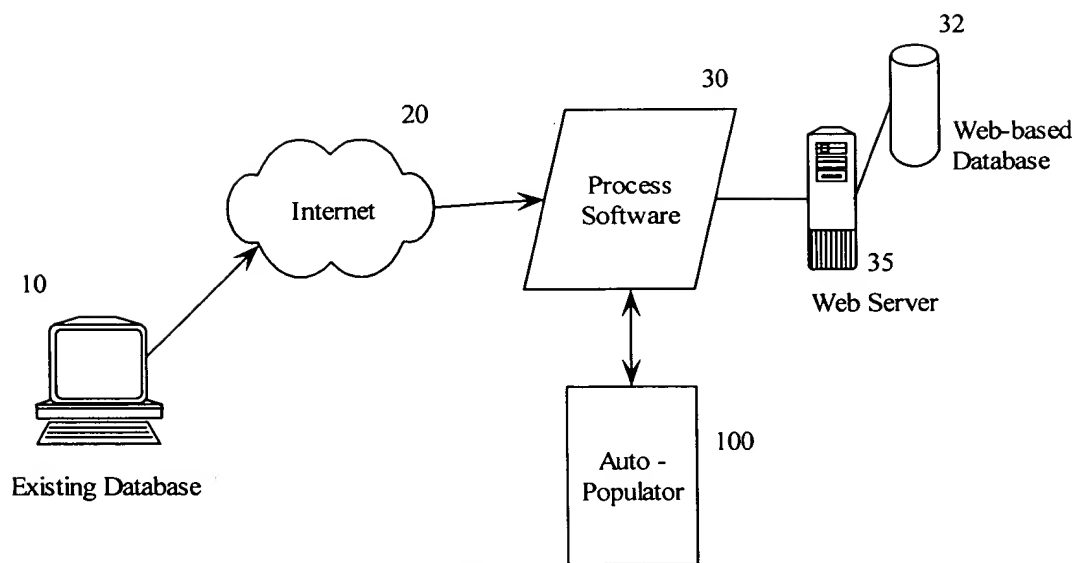 32
30
20
Web-based
Database
Process
Software
Internet
35
Web Server
10
100
Auto -
Populator
Existing Database